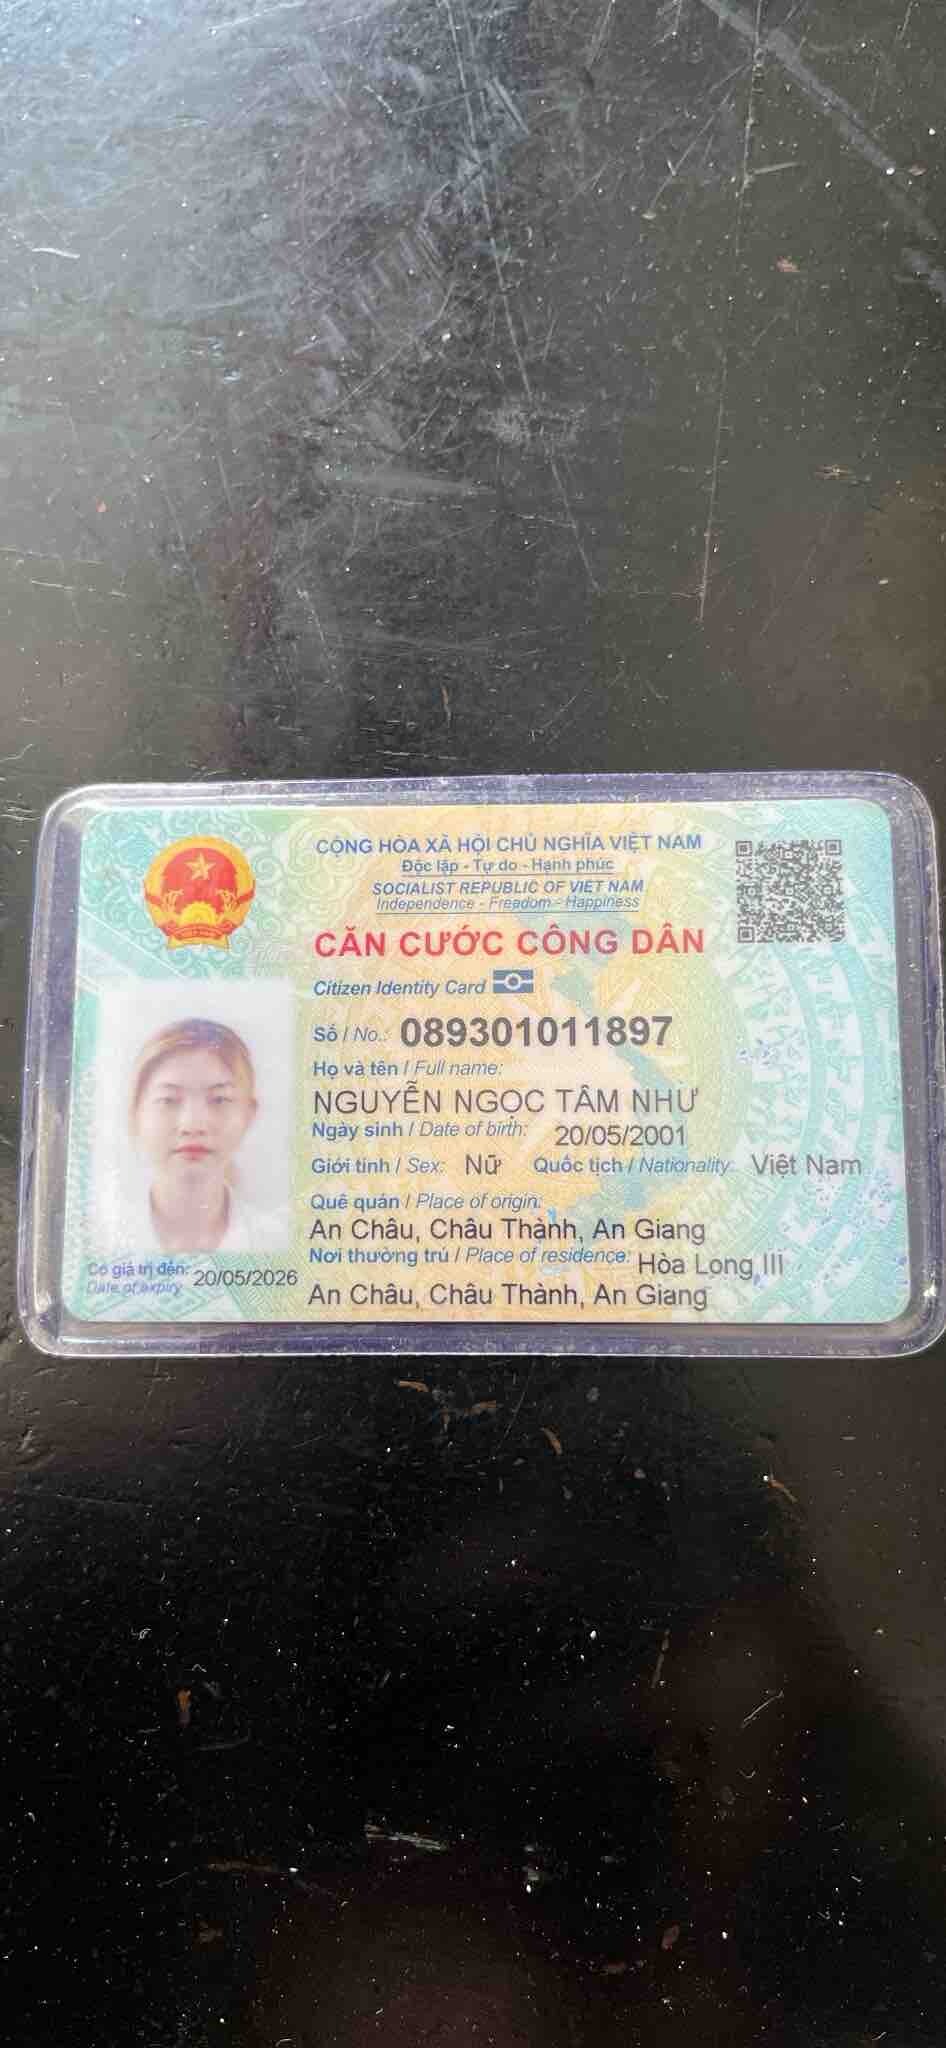 CỘNG HÒA XÃ HỘI CHỦ NGHĨA VIỆT NAM
Độc lập - Tự do - Hạnh phúc
SOCIALIST REPUBLIC OF VIET NAM
Independence - Freedom - Happiness
CĂN CƯỚC CÔNG DÂN
Citizen Identity Card
Số / No.: 089301011897
Họ và tên / Full name:
NGUYỄN NGỌC TÂM NHƯ
Ngày sinh / Date of birth: 20/05/2001
Giới tính / Sex: Nữ Quốc tịch / Nationality: Việt Nam
Quê quán / Place of origin:
An Châu, Châu Thành, An Giang
Nơi thường trú / Place of residence: Hòa Long III
An Châu, Châu Thành, An Giang
Có giá trị đến: 20/05/2026
Date of expiry